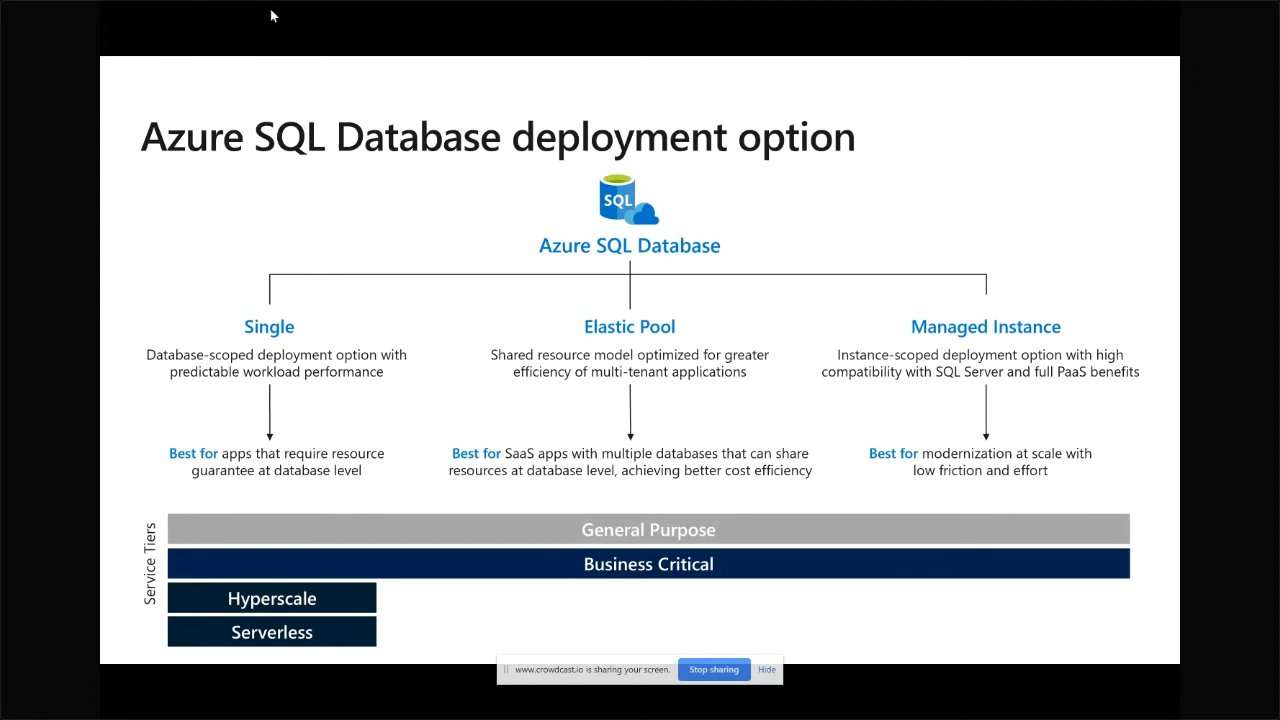 Azure SQL Database deployment option
SQL
Azure SQL Database
Single
Database-scoped deployment option with
predictable workload performance
Best for apps that require resource
guarantee at database level
Elastic Pool
Shared resource model optimized for greater
efficiency of multi-tenant applications
Best for SaaS apps with multiple databases that can share
resources at database level, achieving better cost efficiency
Managed Instance
Instance-scoped deployment option with high
compatibility with SQL Server and full PaaS benefits
Best for modernization at scale with
low friction and effort
Service Tiers
General Purpose
Business Critical
Hyperscale
Serverless
www.crowdcast.io is sharing your screen. Stop sharing Hide